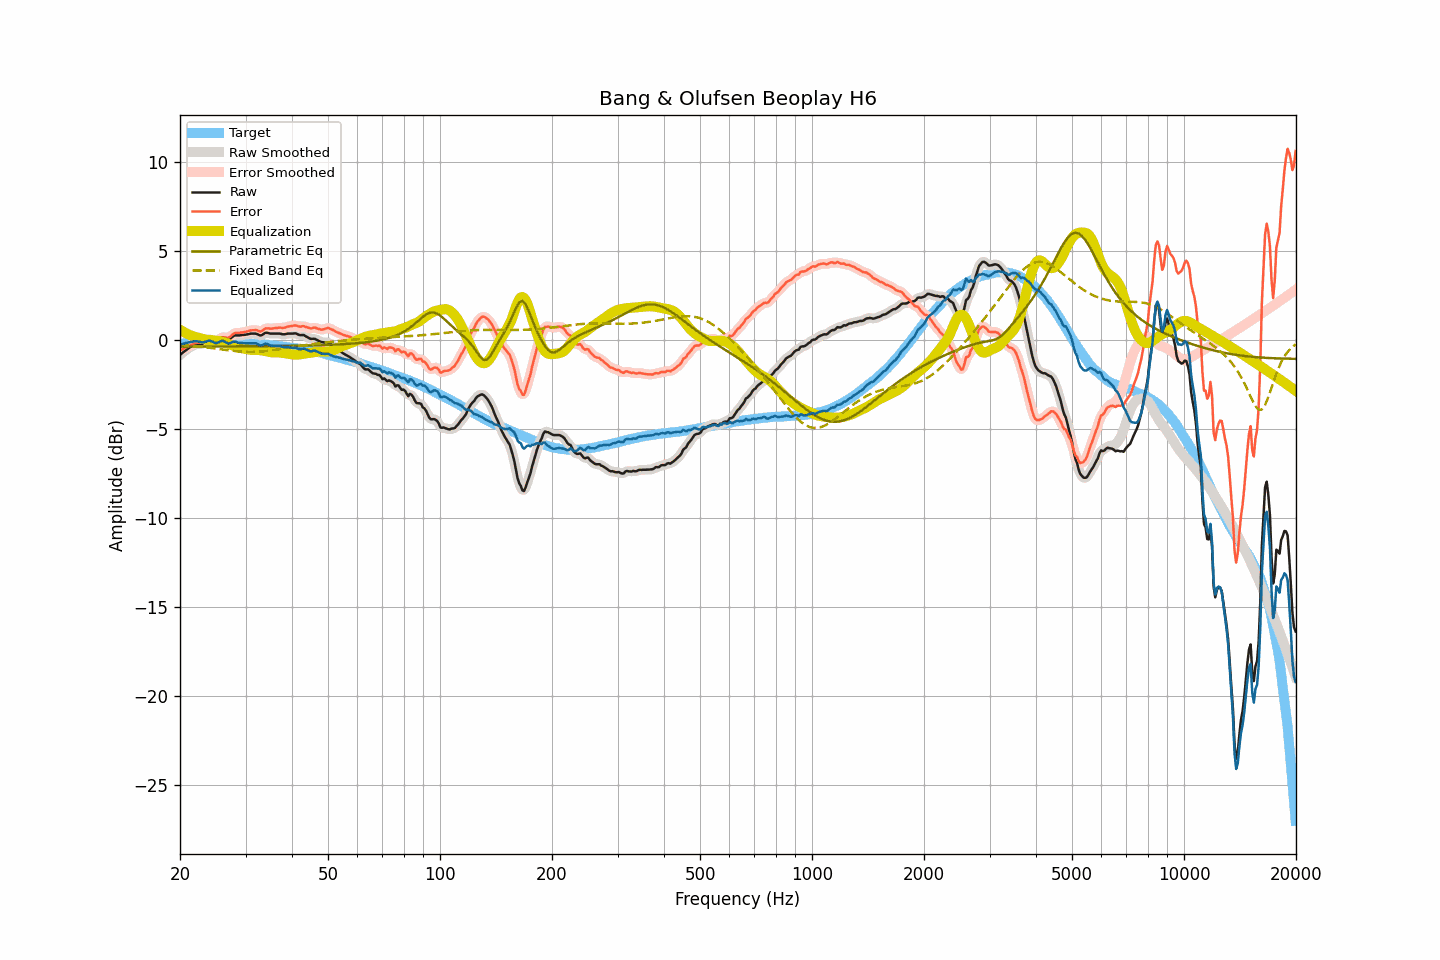 Bang & Olufsen Beoplay H6
Target
Raw Smoothed
Error Smoothed
Raw
Error
Equalization
Parametric Eq
Fixed Band Eq
Equalized
10
5
0
−5
−10
−15
−20
−25
Amplitude (dBr)
20 50 100 200 500 1000 2000 5000 10000 20000
Frequency (Hz)